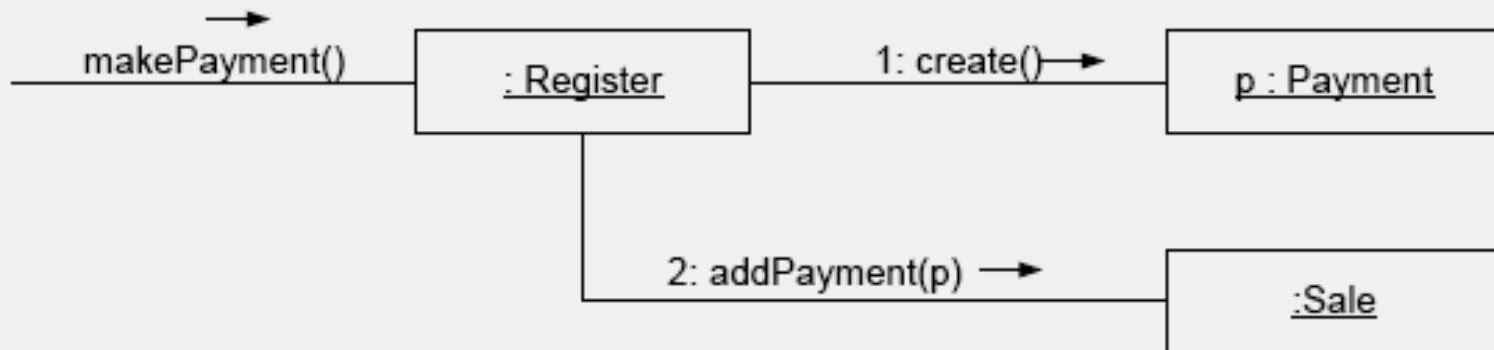 makePayment()
: Register
1: create()
p : Payment
2: addPayment(p)
:Sale